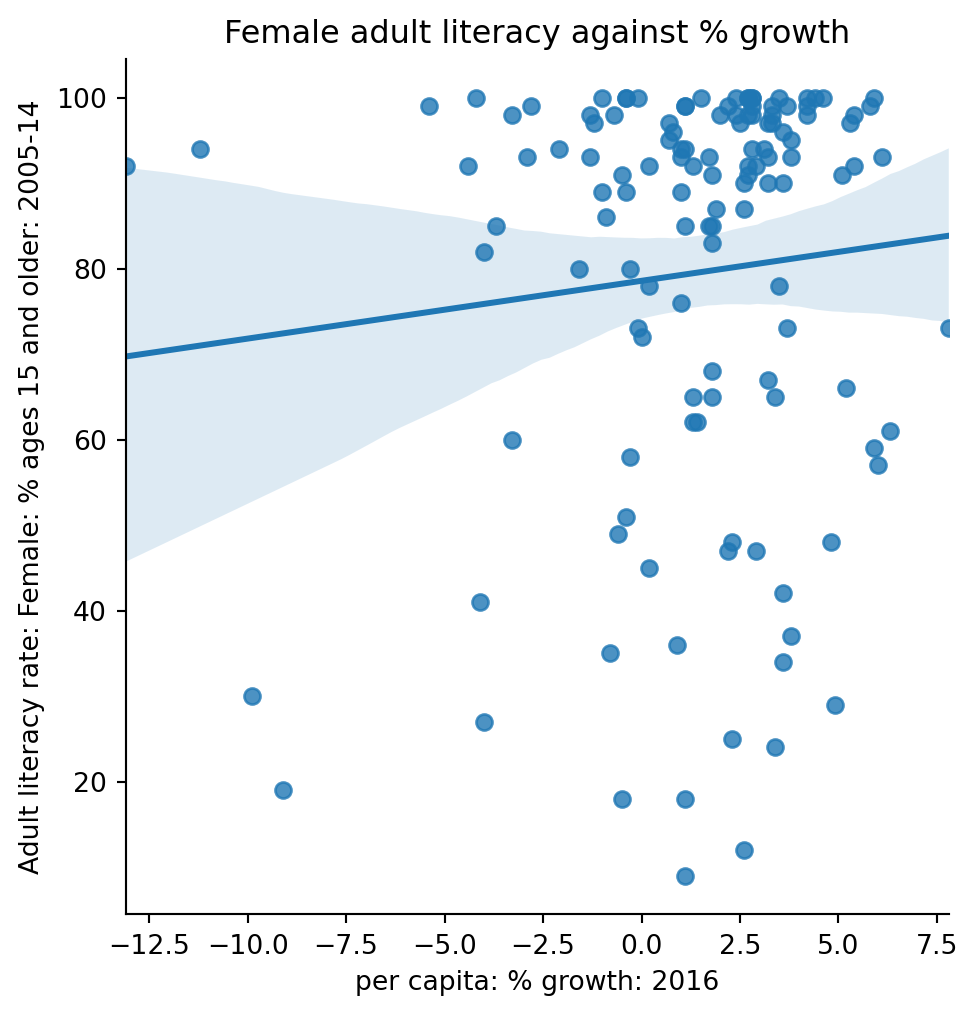 Female adult literacy against % growth
Adult literacy rate: Female: % ages 15 and older: 2005-14
100
80
60
40
20
−12.5 −10.0 −7.5 −5.0 −2.5 0.0 2.5 5.0 7.5
per capita: % growth: 2016